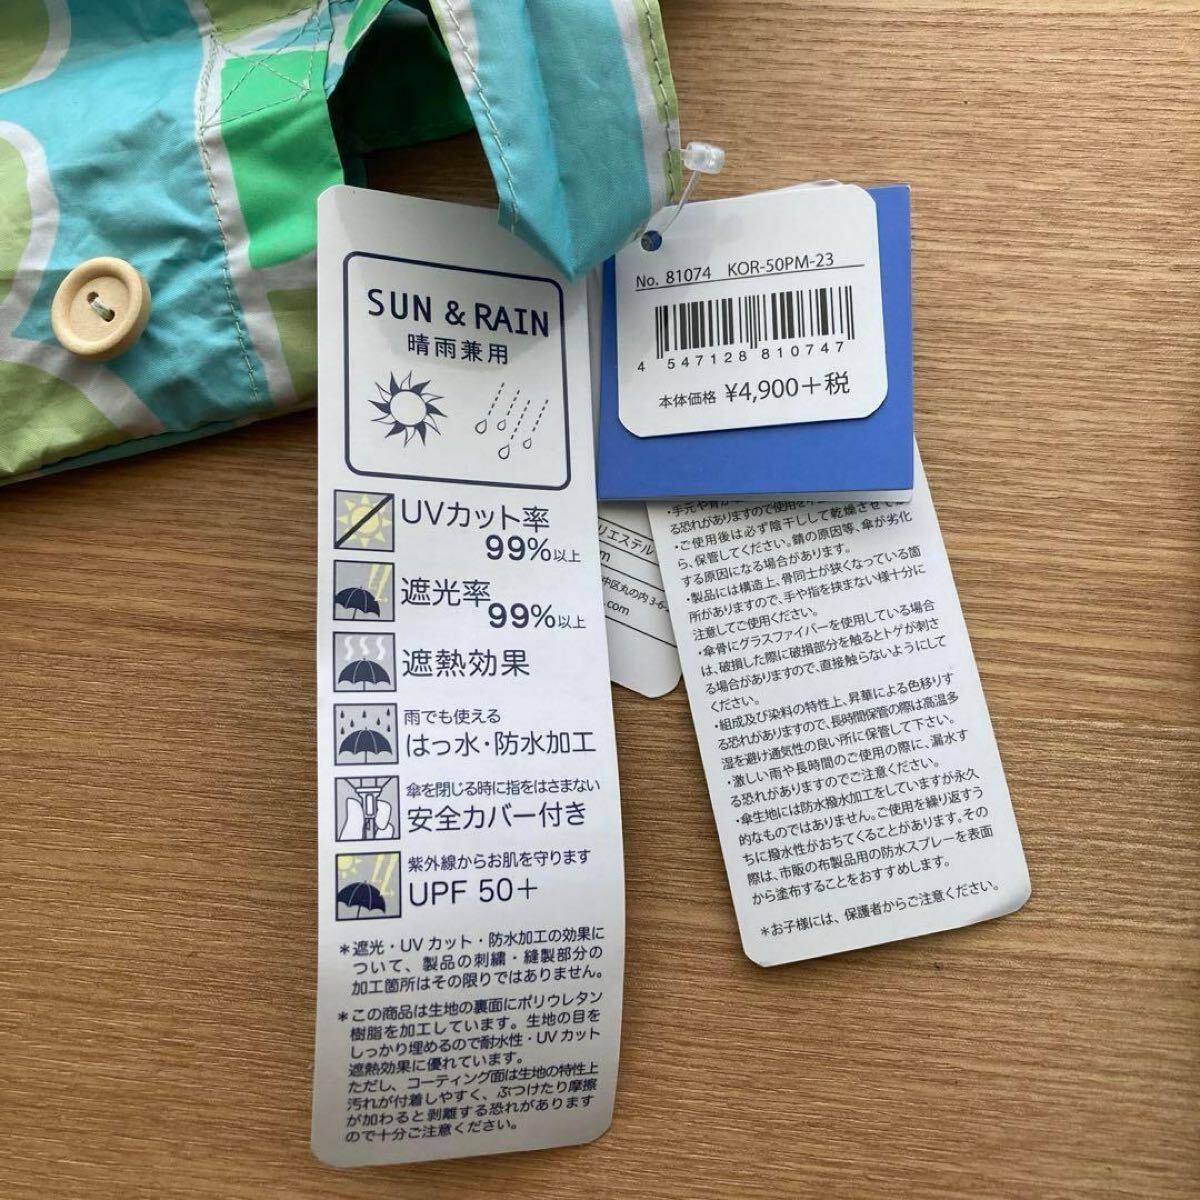 SUN & RAIN
晴雨兼用
UVカット率
99%以上
遮光率
99%以上
遮熱効果
雨でも使える
はっ水・防水加工
傘を閉じる時に指をはさまない
安全カバー付き
紫外線からお肌を守ります
UPF 50+
*遮光・UVカット・防水加工の効果に
ついて、製品の刺繍・縫製部分の
加工箇所はその限りではありません。
*この商品は生地の裏面にポリウレタン
樹脂を加工しています。生地の目を
しっかり埋めるので耐水性・UVカット
遮熱効果に優れています。
ただし、コーティング面は生地の特性上
汚れが付着しやすく、ぶつけたり摩擦
が加わると剥離する恐れがあります
ので十分ご注意ください。
No. 81074 KOR-50PM-23
4 547128 810747
本体価格 ¥4,900+税
リエステル
m
中区丸の内 3-6-
.com
る恐れがありますので使用を
・ご使用後は必ず陰干しして乾燥させて
ら、保管してください。錆の原因等、傘が劣化
する原因になる場合があります。
・製品には構造上、骨同士が狭くなっている箇
所がありますので、手や指を挟まない様十分に
注意してご使用ください。
・傘骨にグラスファイバーを使用している場合
は、破損した際に破損部分を触るとトゲが刺さ
る場合がありますので、直接触らないようにして
ください。
・組成及び染料の特性上、昇華による色移りす
る恐れがありますので、長時間保管の際は高温多
湿を避け通気性の良い所に保管して下さい。
・激しい雨や長時間のご使用の際に、漏水す
る恐れがありますのでご注意ください。
・傘生地には防水撥水加工をしていますが永久
的なものではありません。ご使用を繰り返すう
ちに撥水性がおちてくることがあります。その
際は、市販の布製品用の防水スプレーを表面
から塗布することをおすすめします。
*お子様には、保護者からご注意ください。